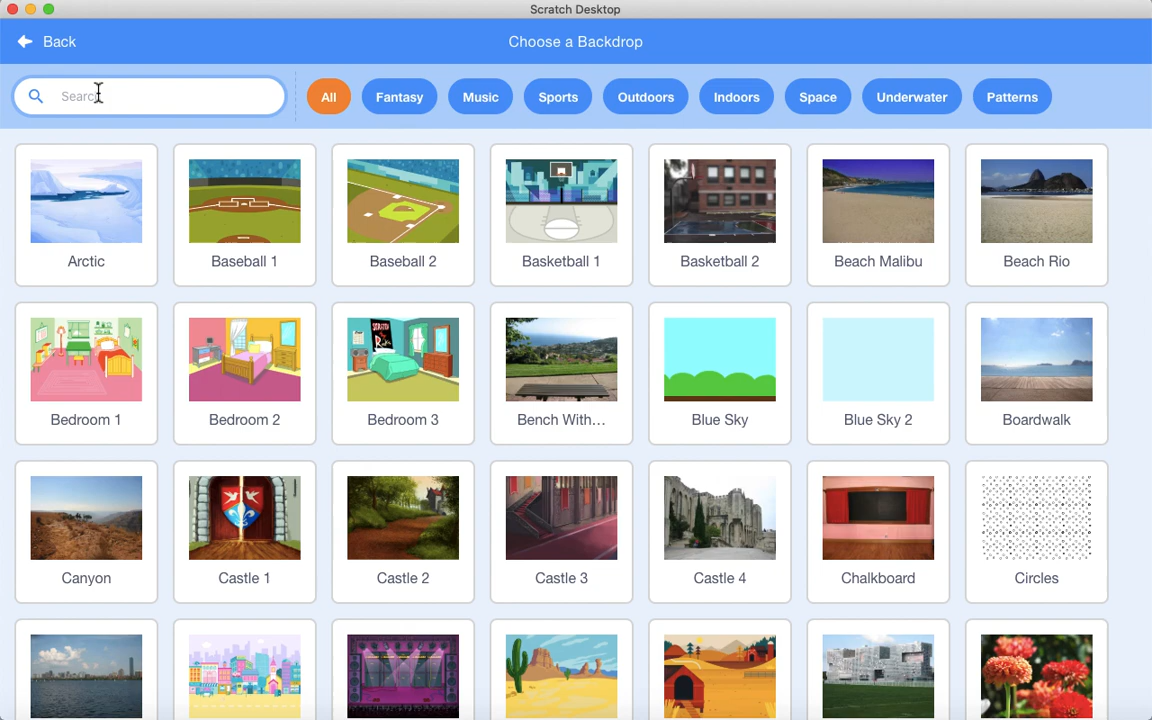 Scratch Desktop
Back
Choose a Backdrop
Search
All
Fantasy
Music
Sports
Outdoors
Indoors
Space
Underwater
Patterns
Arctic
Baseball 1
Baseball 2
Basketball 1
Basketball 2
Beach Malibu
Beach Rio
Bedroom 1
Bedroom 2
Bedroom 3
Bench With...
Blue Sky
Blue Sky 2
Boardwalk
Canyon
Castle 1
Castle 2
Castle 3
Castle 4
Chalkboard
Circles